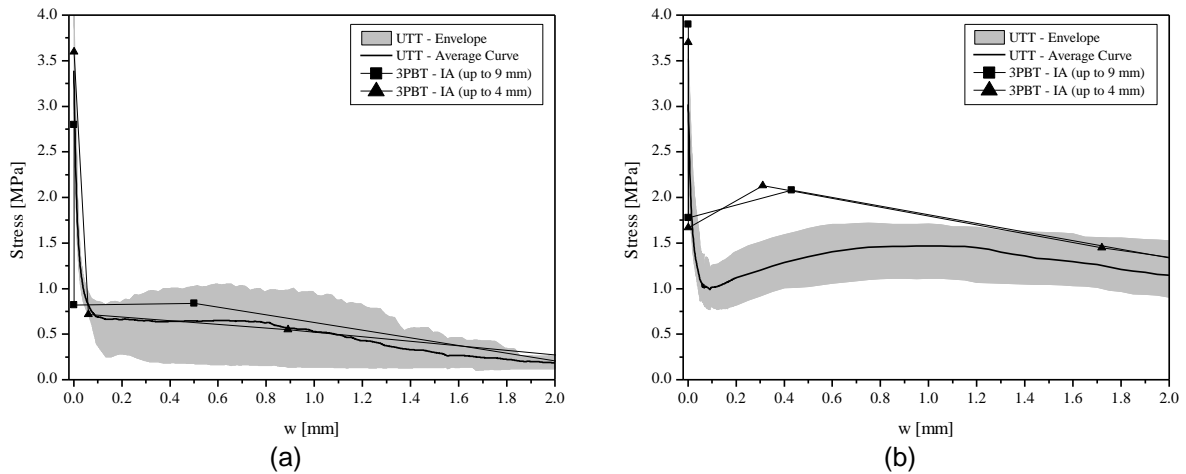 4.0
3.5
3.0
2.5
2.0
1.5
1.0
0.5
0.0
Stress [MPa]
0.0 0.2 0.4 0.6 0.8 1.0 1.2 1.4 1.6 1.8 2.0
w [mm]
UTT - Envelope
UTT - Average Curve
3PBT - IA (up to 9 mm)
3PBT - IA (up to 4 mm)
(a)
4.0
3.5
3.0
2.5
2.0
1.5
1.0
0.5
0.0
Stress [MPa]
0.0 0.2 0.4 0.6 0.8 1.0 1.2 1.4 1.6 1.8 2.0
w [mm]
UTT - Envelope
UTT - Average Curve
3PBT - IA (up to 9 mm)
3PBT - IA (up to 4 mm)
(b)